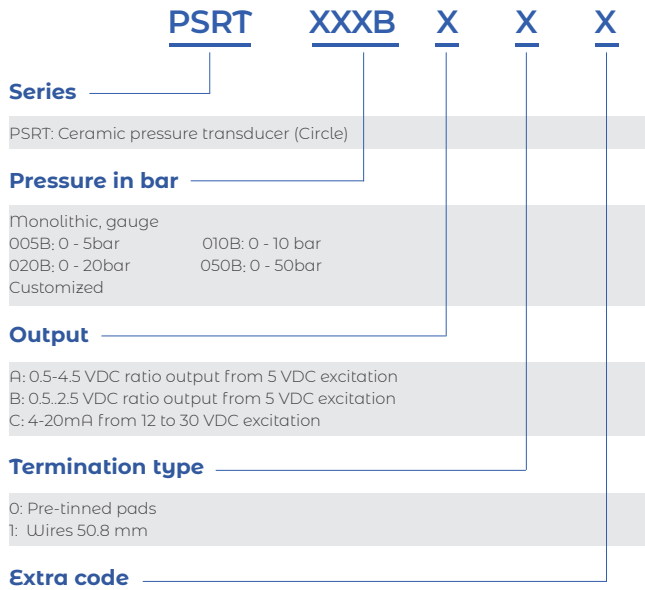 PSRT XXXB X X X
Series
PSRT: Ceramic pressure transducer (Circle)
Pressure in bar
Monolithic, gauge
005B: 0 - 5bar 010B: 0 - 10 bar
020B: 0 - 20bar 050B: 0 - 50bar
Customized
Output
A: 0.5-4.5 VDC ratio output from 5 VDC excitation
B: 0.5..2.5 VDC ratio output from 5 VDC excitation
C: 4-20mA from 12 to 30 VDC excitation
Termination type
0: Pre-tinned pads
1: Wires 50.8 mm
Extra code